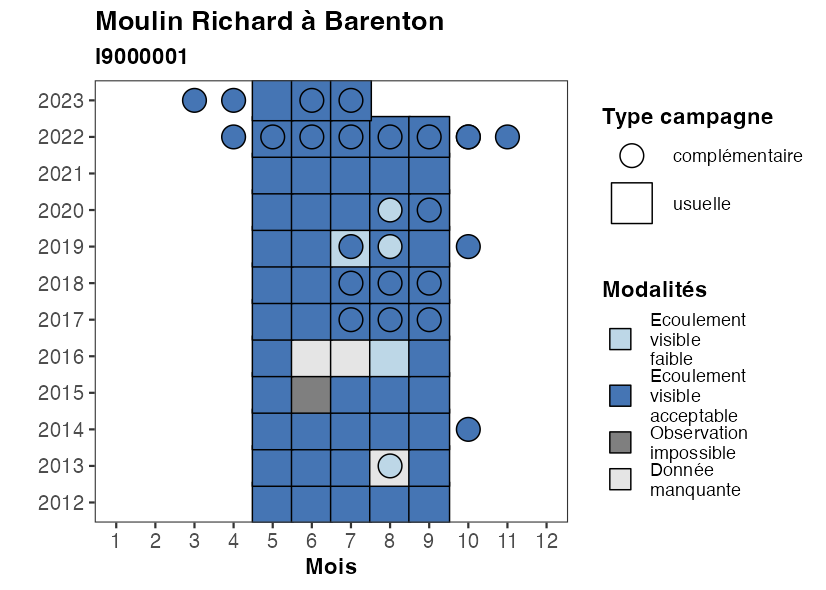 Moulin Richard à Barenton
I9000001
2023
2022
2021
2020
2019
2018
2017
2016
2015
2014
2013
2012
1 2 3 4 5 6 7 8 9 10 11 12
Mois
Type campagne
complémentaire
usuelle
Modalités
Ecoulement
visible
faible
Ecoulement
visible
acceptable
Observation
impossible
Donnée
manquante